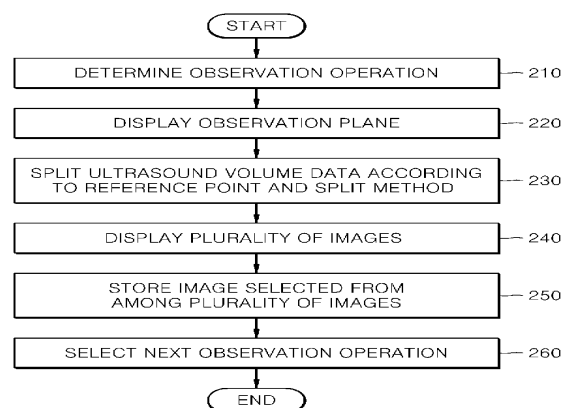 START
DETERMINE OBSERVATION OPERATION
210
DISPLAY OBSERVATION PLANE
220
SPLIT ULTRASOUND VOLUME DATA ACCORDING
TO REFERENCE POINT AND SPLIT METHOD
230
DISPLAY PLURALITY OF IMAGES
240
STORE IMAGE SELECTED FROM
AMONG PLURALITY OF IMAGES
250
SELECT NEXT OBSERVATION OPERATION
260
END